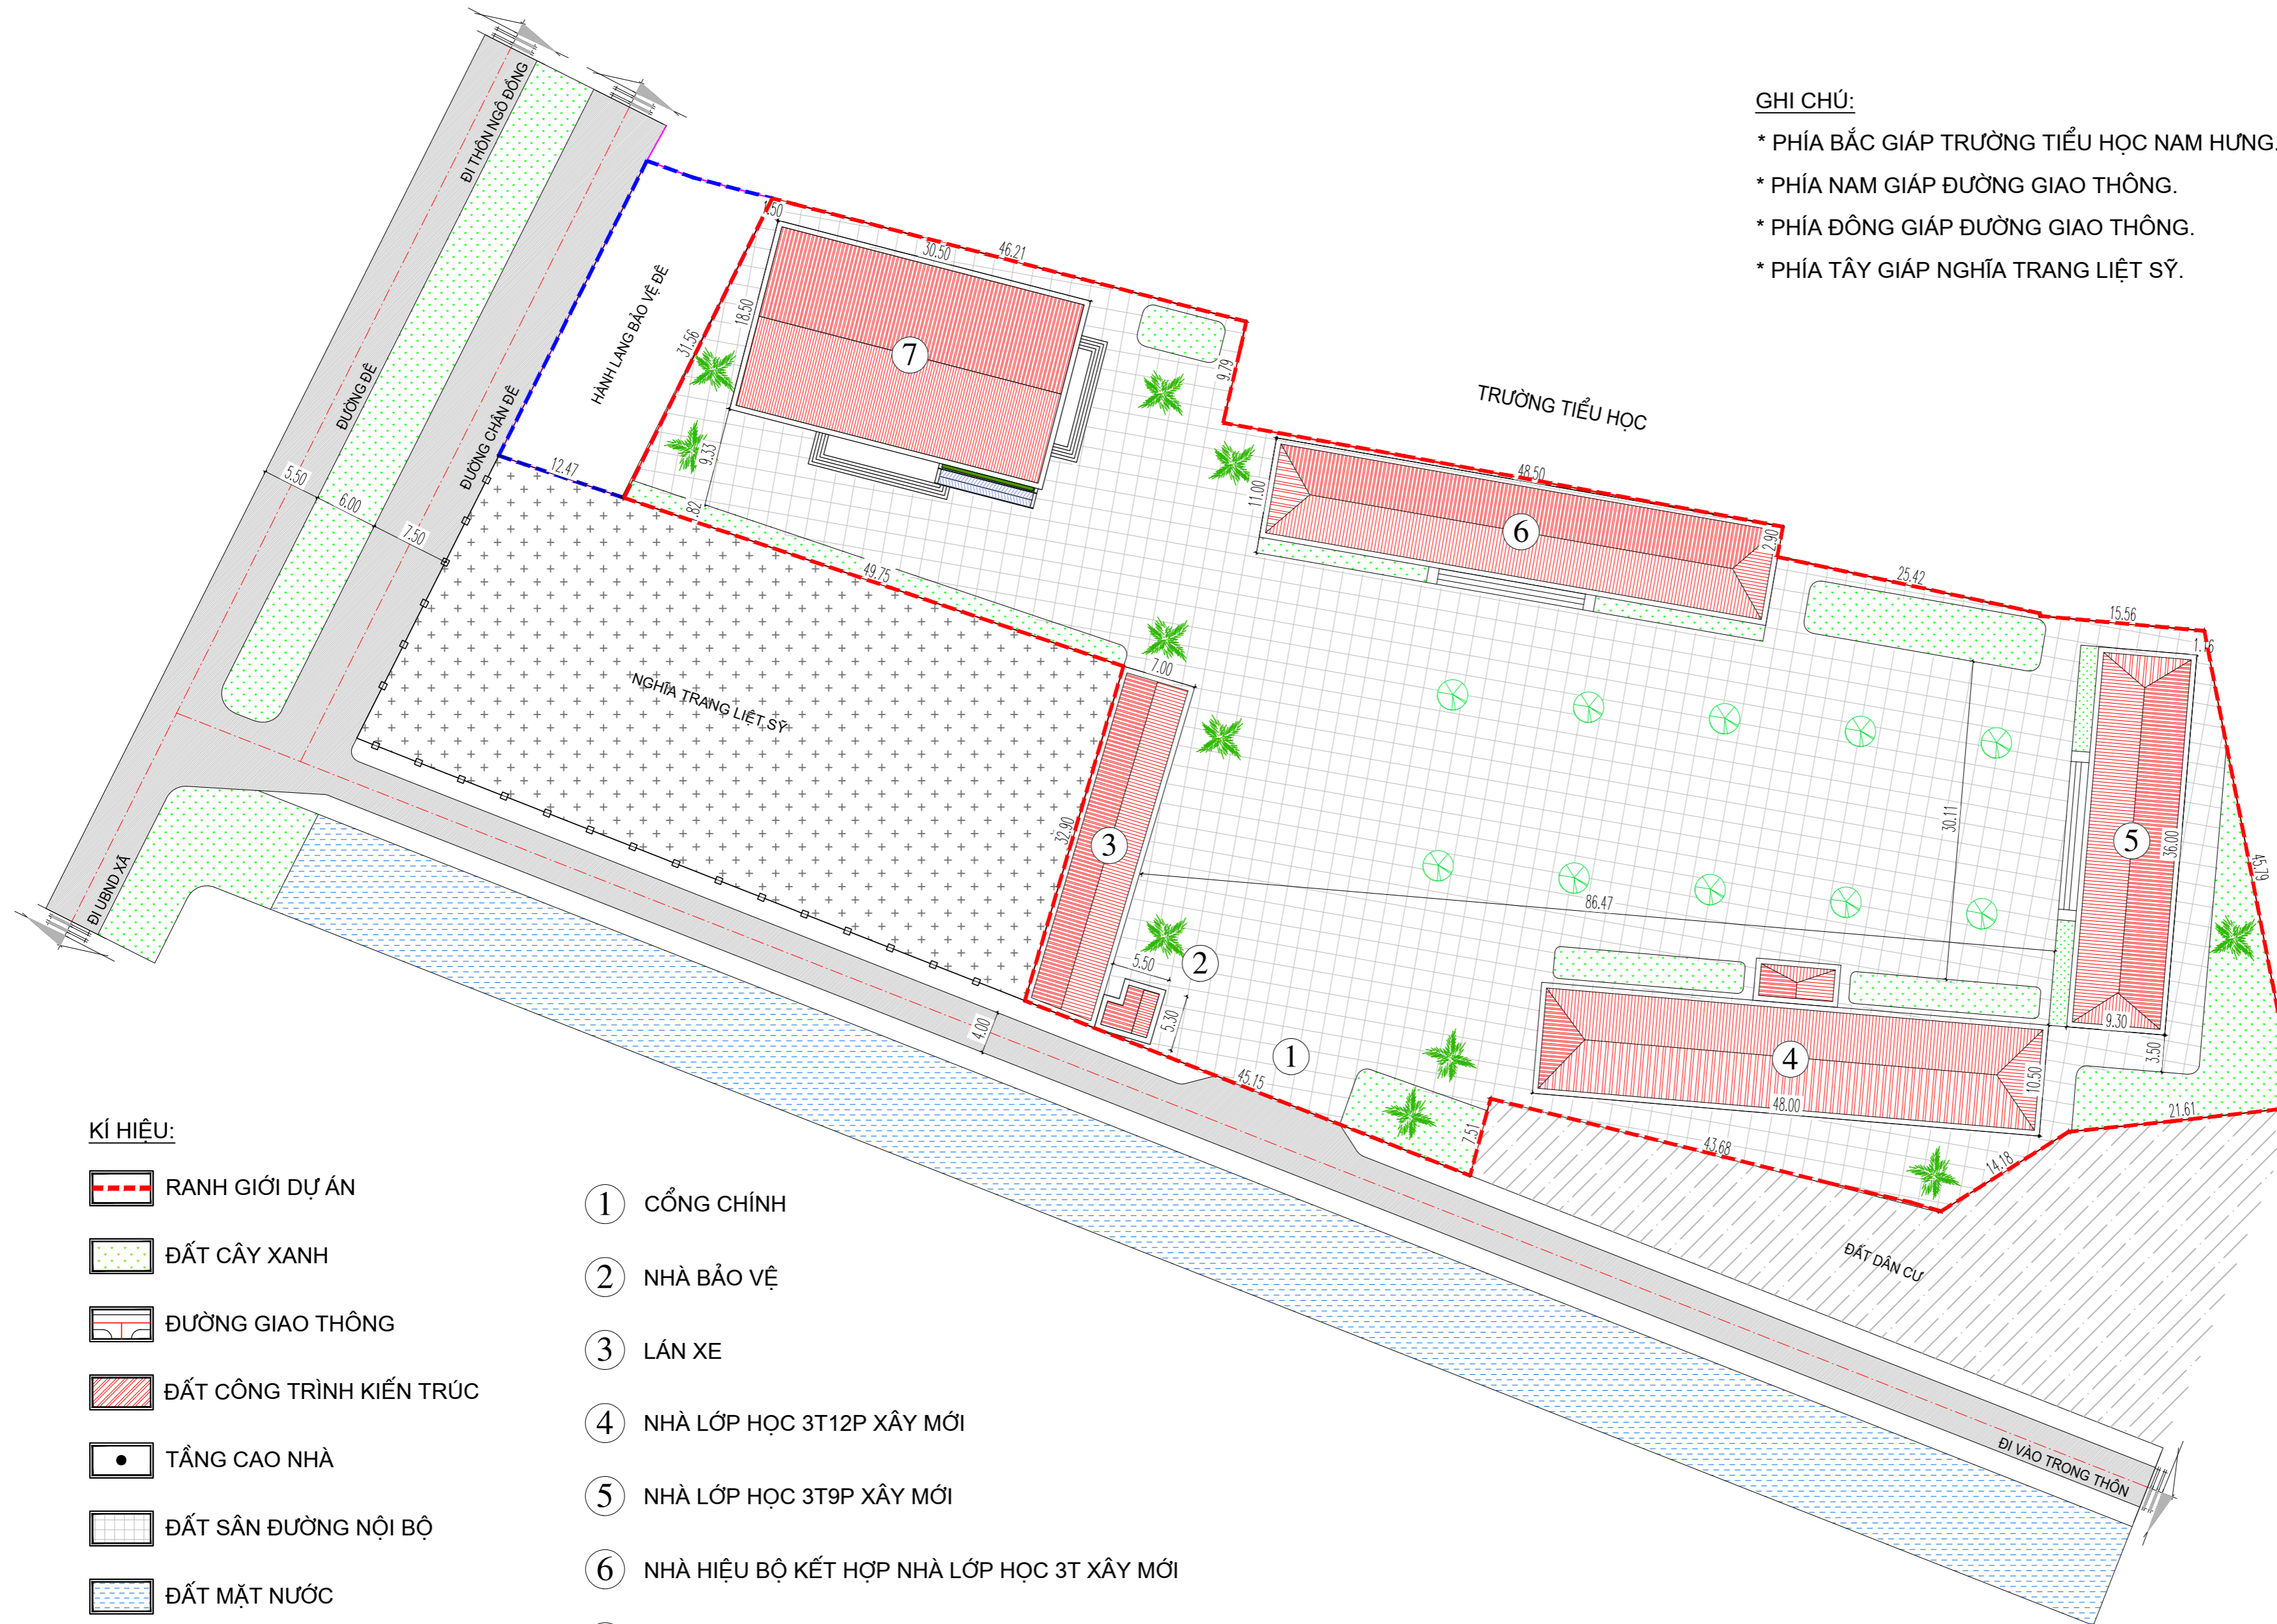 GHI CHÚ:
* PHÍA BẮC GIÁP TRƯỜNG TIỂU HỌC NAM HƯNG.
* PHÍA NAM GIÁP ĐƯỜNG GIAO THÔNG.
* PHÍA ĐÔNG GIÁP ĐƯỜNG GIAO THÔNG.
* PHÍA TÂY GIÁP NGHĨA TRANG LIỆT SỸ.
ĐI THÔN NGÔ ĐỒNG
ĐƯỜNG ĐÊ
ĐƯỜNG CHÂN ĐÊ
HÀNH LANG BẢO VỆ ĐÊ
TRƯỜNG TIỂU HỌC
NGHĨA TRANG LIỆT SỸ
ĐI UBND XÃ
ĐẤT DÂN CƯ
ĐI VÀO TRONG THÔN
1.50
30.50
46.21
18.50
31.56
7
9.79
9.33
12.47
5.50
6.00
7.50
.82
49.75
48.50
11.00
6
2.90
25.42
15.56
1.16
7.00
32.90
3
30.11
5
36.00
45.79
86.47
2
5.50
5.30
4.00
1
45.15
9.30
3.50
4
10.50
48.00
7.51
43.68
14.18
21.61
KÍ HIỆU:
RANH GIỚI DỰ ÁN
ĐẤT CÂY XANH
ĐƯỜNG GIAO THÔNG
ĐẤT CÔNG TRÌNH KIẾN TRÚC
TẦNG CAO NHÀ
ĐẤT SÂN ĐƯỜNG NỘI BỘ
ĐẤT MẶT NƯỚC
1 CỔNG CHÍNH
2 NHÀ BẢO VỆ
3 LÁN XE
4 NHÀ LỚP HỌC 3T12P XÂY MỚI
5 NHÀ LỚP HỌC 3T9P XÂY MỚI
6 NHÀ HIỆU BỘ KẾT HỢP NHÀ LỚP HỌC 3T XÂY MỚI